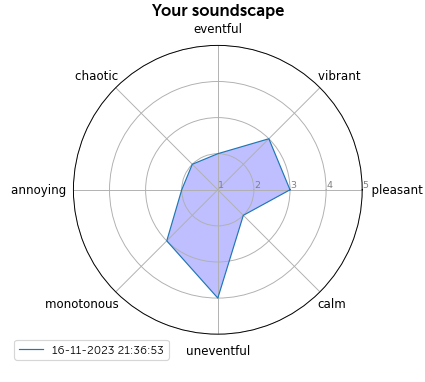 Your soundscape
eventful
chaotic
vibrant
annoying
1 2 3 4 5
pleasant
monotonous
calm
uneventful
16-11-2023 21:36:53